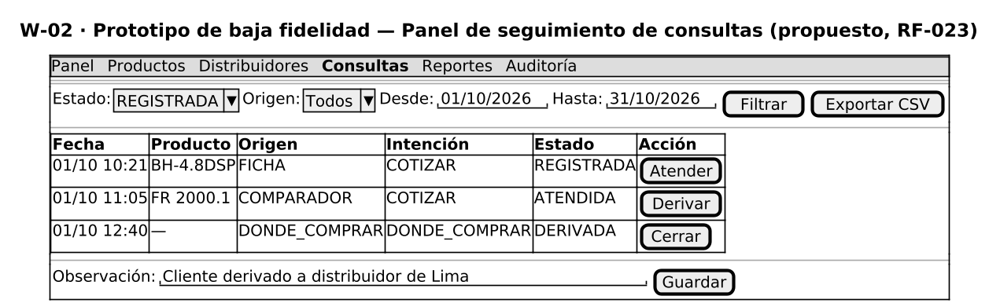 W-02 · Prototipo de baja fidelidad — Panel de seguimiento de consultas (propuesto, RF-023)
Panel Productos Distribuidores Consultas Reportes Auditoría
Estado: REGISTRADA ▼ Origen: Todos ▼ Desde: 01/10/2026 Hasta: 31/10/2026 Filtrar Exportar CSV
Fecha Producto Origen Intención Estado Acción
01/10 10:21 BH-4.8DSP FICHA COTIZAR REGISTRADA Atender
01/10 11:05 FR 2000.1 COMPARADOR COTIZAR ATENDIDA Derivar
01/10 12:40 — DONDE_COMPRAR DONDE_COMPRAR DERIVADA Cerrar
Observación: Cliente derivado a distribuidor de Lima Guardar